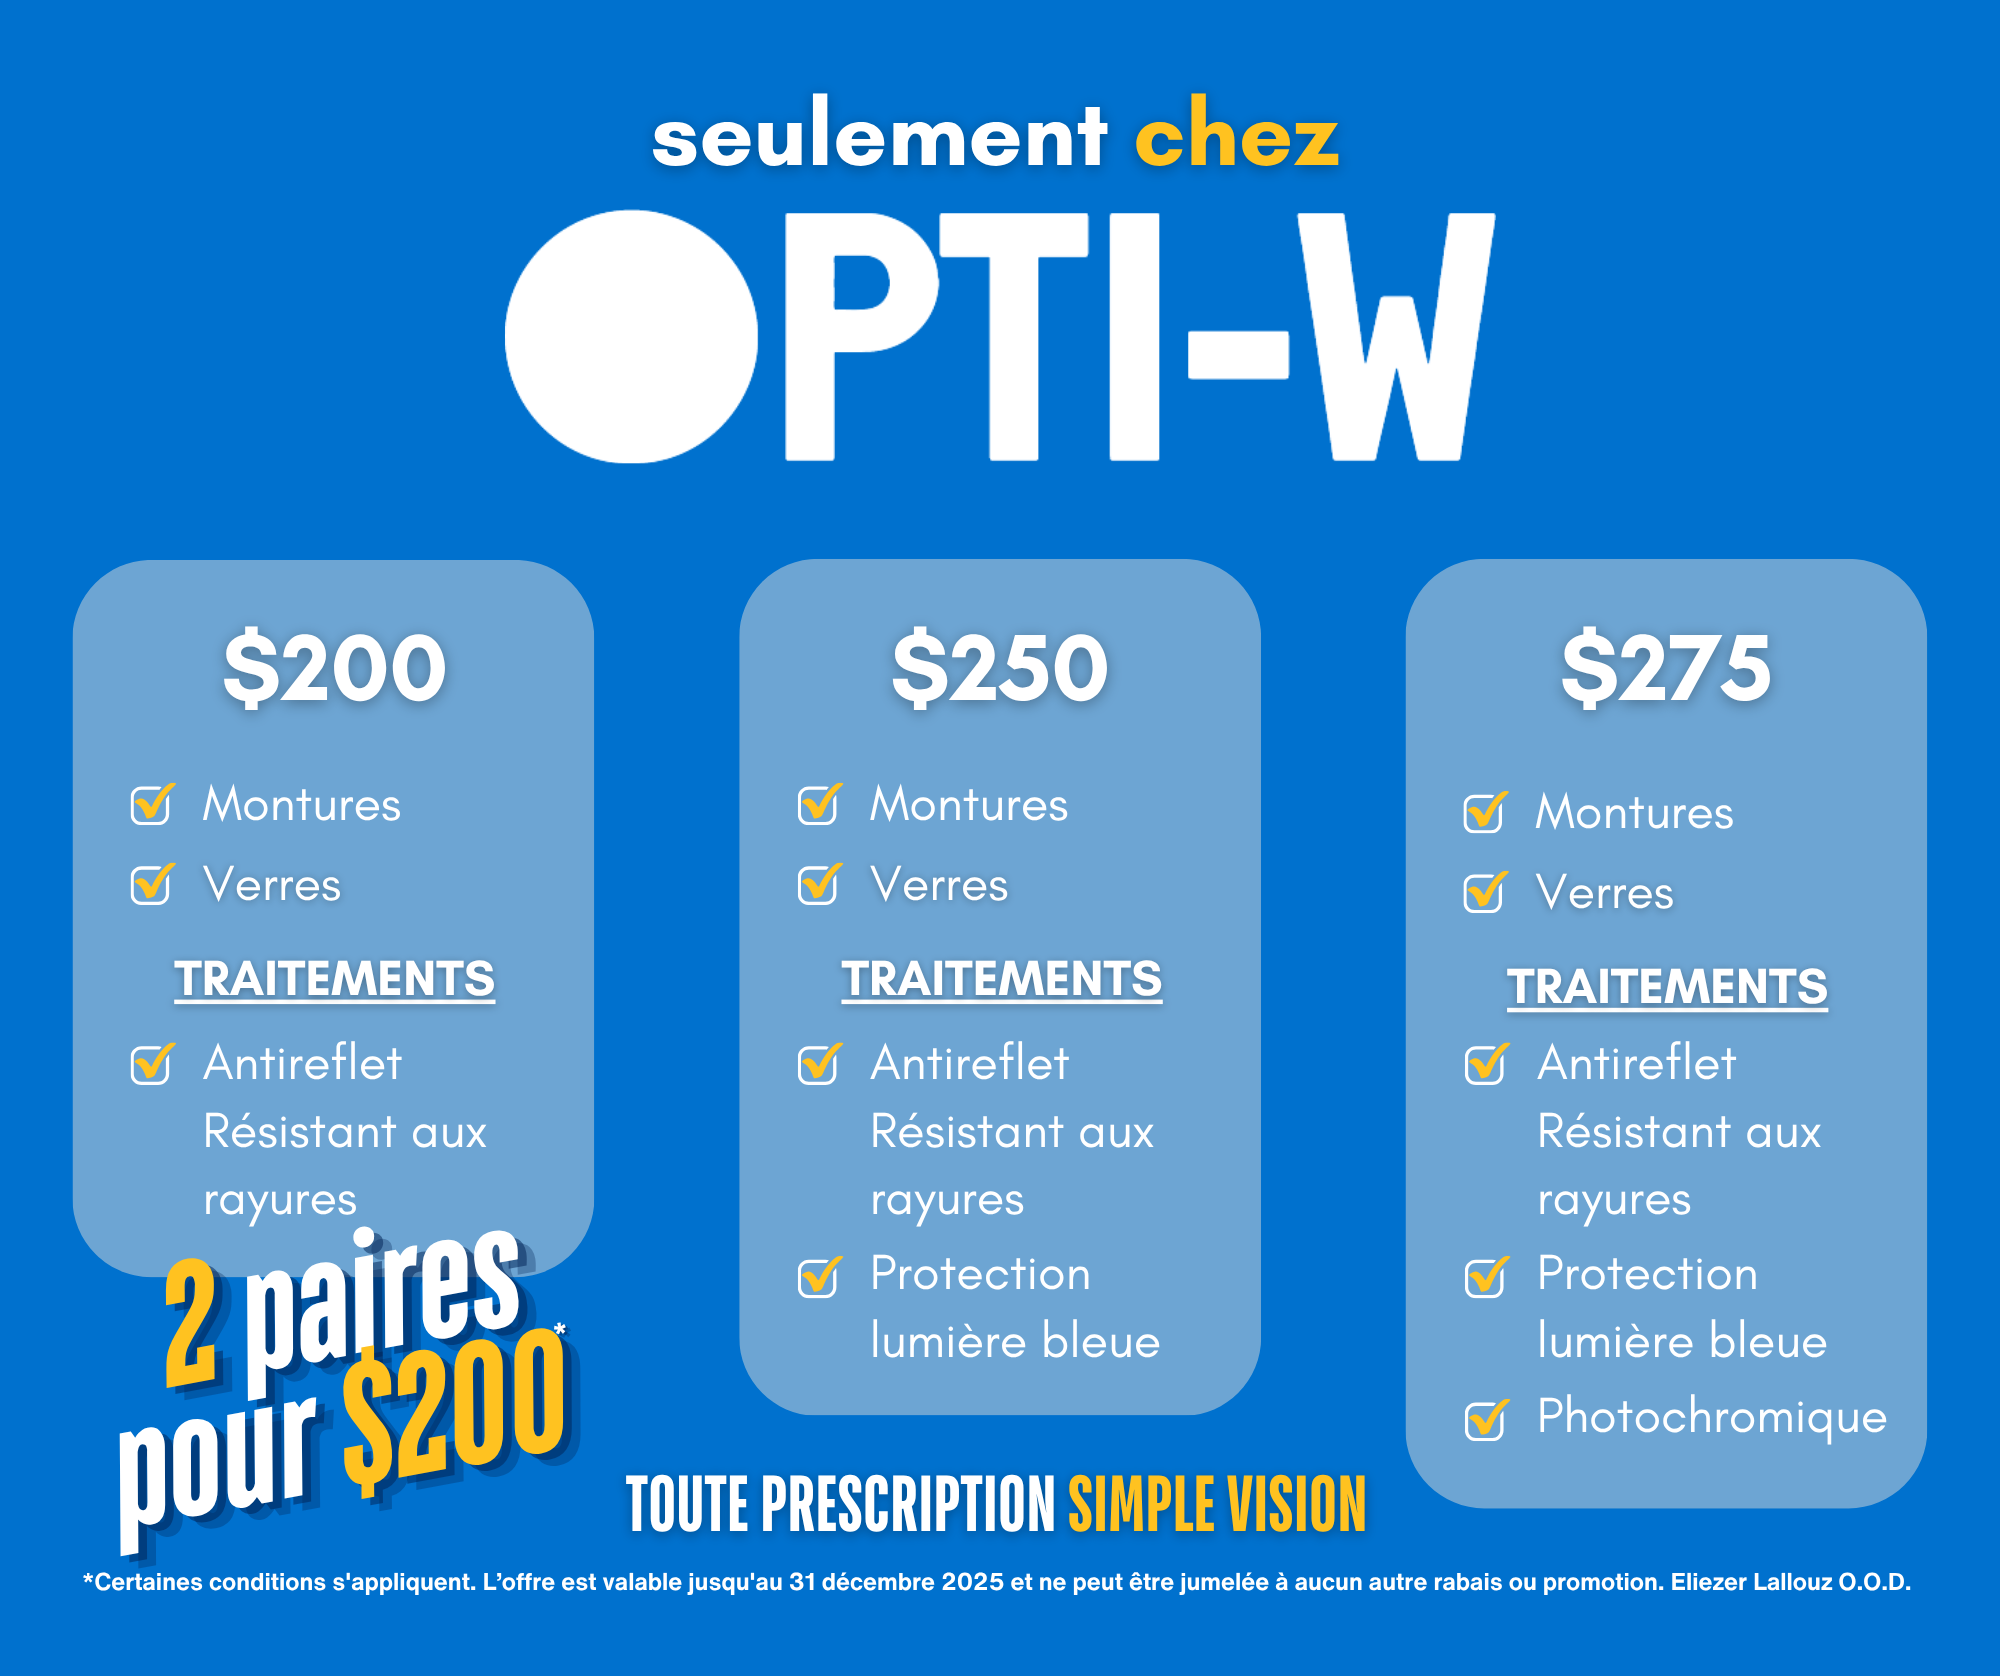 seulement chez
OPTI-W
$200
Montures
Verres
TRAITEMENTS
Antireflet
Résistant aux
rayures
2 paires
pour $200*
$250
Montures
Verres
TRAITEMENTS
Antireflet
Résistant aux
rayures
Protection
lumière bleue
$275
Montures
Verres
TRAITEMENTS
Antireflet
Résistant aux
rayures
Protection
lumière bleue
Photochromique
TOUTE PRESCRIPTION SIMPLE VISION
*Certaines conditions s'appliquent. L’offre est valable jusqu'au 31 décembre 2025 et ne peut être jumelée à aucun autre rabais ou promotion. Eliezer Lallouz O.O.D.